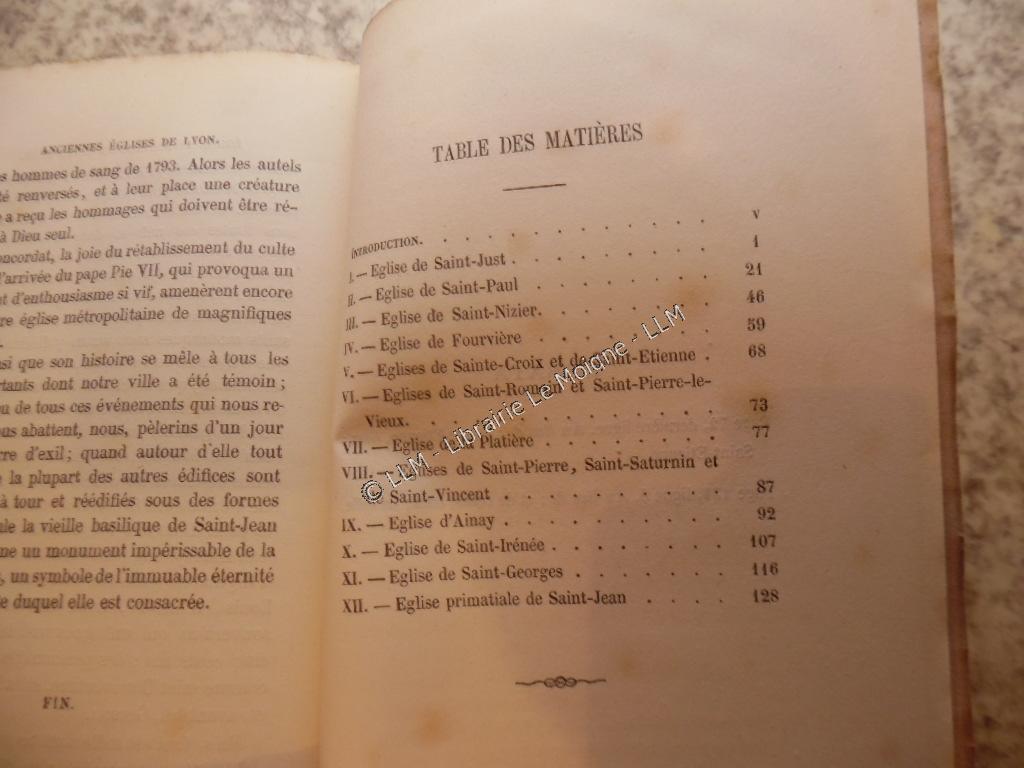 ANCIENNES ÉGLISES DE LYON.
hommes de sang de 1793. Alors les autels
renversés, et à leur place une créature
a reçu les hommages qui doivent être ré-
à Dieu seul.
la joie du rétablissement du culte
l'arrivée du pape Pie VII, qui provoqua un
d'enthousiasme si vif, amenèrent encore
église métropolitaine de magnifiques
que son histoire se mêle à tous les
dont notre ville a été témoin ;
de tous ces événements qui nous re-
abattent, nous, pèlerins d'un jour
d'exil ; quand autour d'elle tout
la plupart des autres édifices sont
à tour et réédifiés sous des formes
la vieille basilique de Saint-Jean
un monument impérissable de la
un symbole de l'immuable éternité
duquel elle est consacrée.
FIN.
TABLE DES MATIÈRES
INTRODUCTION. . . . . . . . . . . . V
I. — Eglise de Saint-Just . . . . . . . . . 1
II. — Eglise de Saint-Paul . . . . . . . . 21
III. — Eglise de Saint-Nizier. . . . . . . . 46
IV. — Eglise de Fourvière . . . . . . . 59
V. — Eglises de Sainte-Croix et de Saint-Etienne . 68
VI. — Eglises de Saint-Romain et Saint-Pierre-le-
Vieux. . . . . . . . . . . . 73
VII. — Eglise de la Platière . . . . . . . 77
VIII. — Eglises de Saint-Pierre, Saint-Saturnin et
Saint-Vincent . . . . . . . . 87
IX. — Eglise d'Ainay . . . . . . . . 92
X. — Eglise de Saint-Irénée . . . . . . . 107
XI. — Eglise de Saint-Georges . . . . . . 116
XII. — Eglise primatiale de Saint-Jean . . . . 128
© LLM - Librairie Le Moigne - LLM